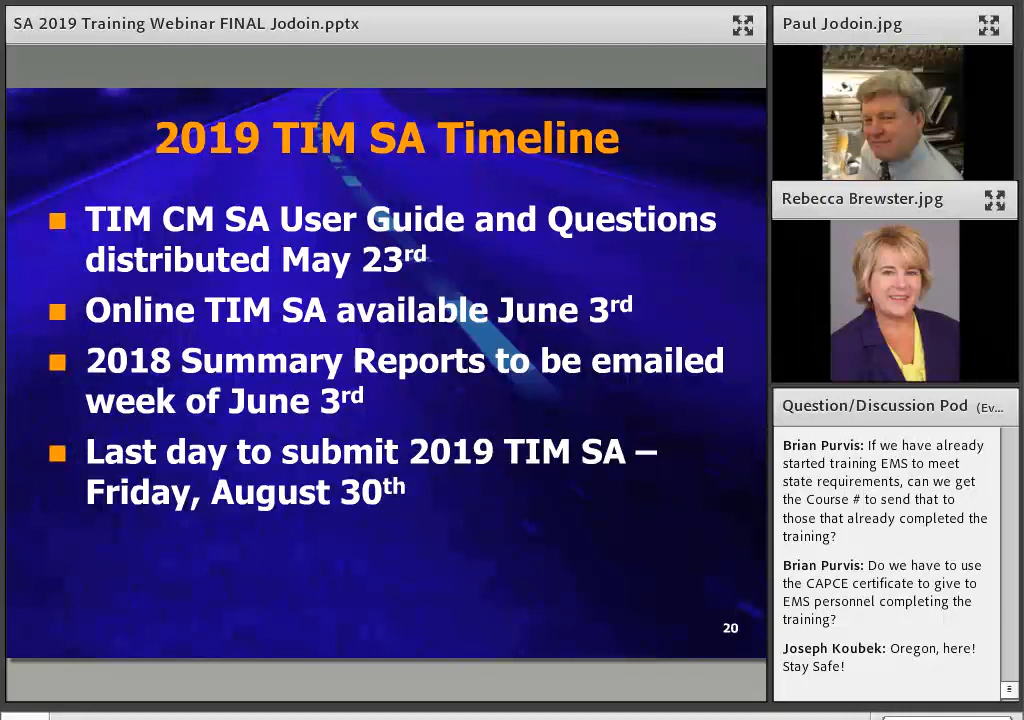 SA 2019 Training Webinar FINAL Jodoin.pptx
2019 TIM SA Timeline
TIM CM SA User Guide and Questions
distributed May 23rd
Online TIM SA available June 3rd
2018 Summary Reports to be emailed
week of June 3rd
Last day to submit 2019 TIM SA –
Friday, August 30th
20
Paul Jodoin.jpg
Rebecca Brewster.jpg
Question/Discussion Pod (Ev...
Brian Purvis: If we have already
started training EMS to meet
state requirements, can we get
the Course # to send that to
those that already completed the
training?
Brian Purvis: Do we have to use
the CAPCE certificate to give to
EMS personnel completing the
training?
Joseph Koubek: Oregon, here!
Stay Safe!